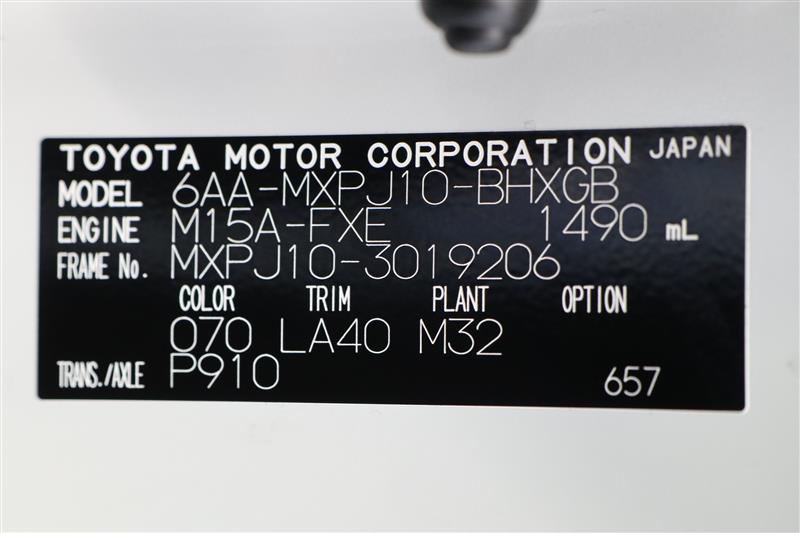 TOYOTA MOTOR CORPORATION JAPAN
MODEL 6AA-MXPJ10-BHXGB
ENGINE M15A-FXE 1490 mL
FRAME No. MXPJ10-3019206
COLOR TRIM PLANT OPTION
070 LA40 M32
TRANS./AXLE P910 657